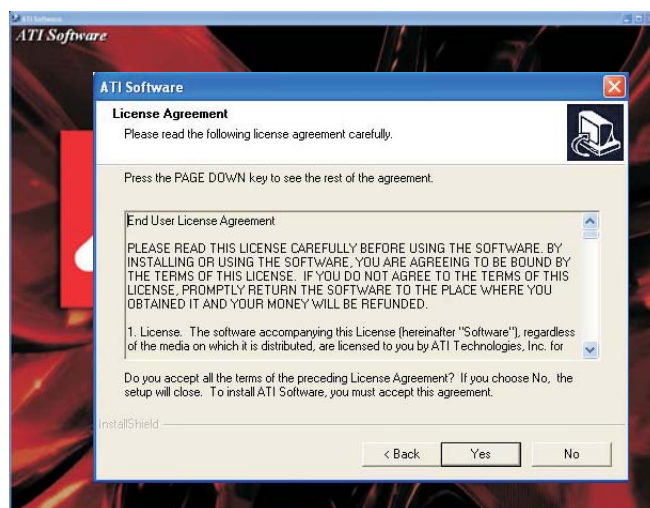 ATI Software
ATI Software
ATI Software
License Agreement
Please read the following license agreement carefully.
Press the PAGE DOWN key to see the rest of the agreement.
End User License Agreement
PLEASE READ THIS LICENSE CAREFULLY BEFORE USING THE SOFTWARE. BY
INSTALLING OR USING THE SOFTWARE, YOU ARE AGREEING TO BE BOUND BY
THE TERMS OF THIS LICENSE. IF YOU DO NOT AGREE TO THE TERMS OF THIS
LICENSE, PROMPTLY RETURN THE SOFTWARE TO THE PLACE WHERE YOU
OBTAINED IT AND YOUR MONEY WILL BE REFUNDED.
1. License. The software accompanying this License (hereinafter "Software"), regardless
of the media on which it is distributed, are licensed to you by ATI Technologies, Inc. for
Do you accept all the terms of the preceding License Agreement? If you choose No, the
setup will close. To install ATI Software, you must accept this agreement.
InstallShield
< Back Yes No